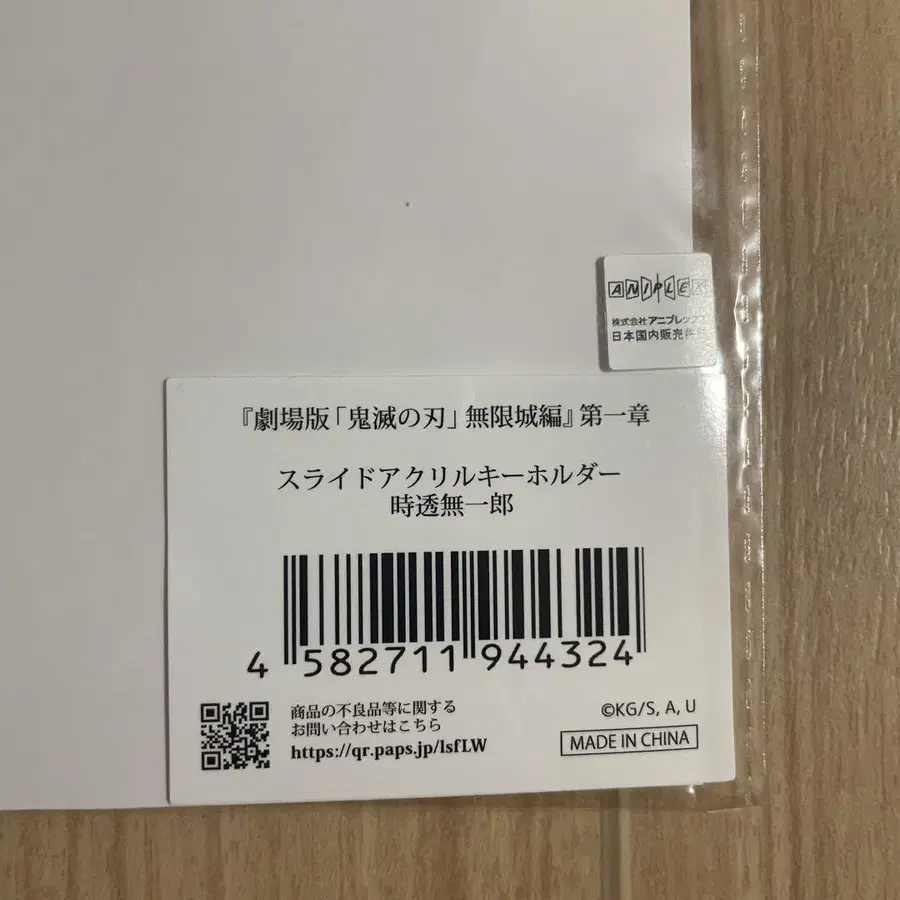 ANIPLEX
株式会社アニプレックス
日本国内販売許諾
『劇場版「鬼滅の刃」無限城編』第一章
スライドアクリルキーホルダー
時透無一郎
4 582711 944324
商品の不良品等に関する
お問い合わせはこちら
https://qr.paps.jp/lsfLW
©KG/S, A, U
MADE IN CHINA